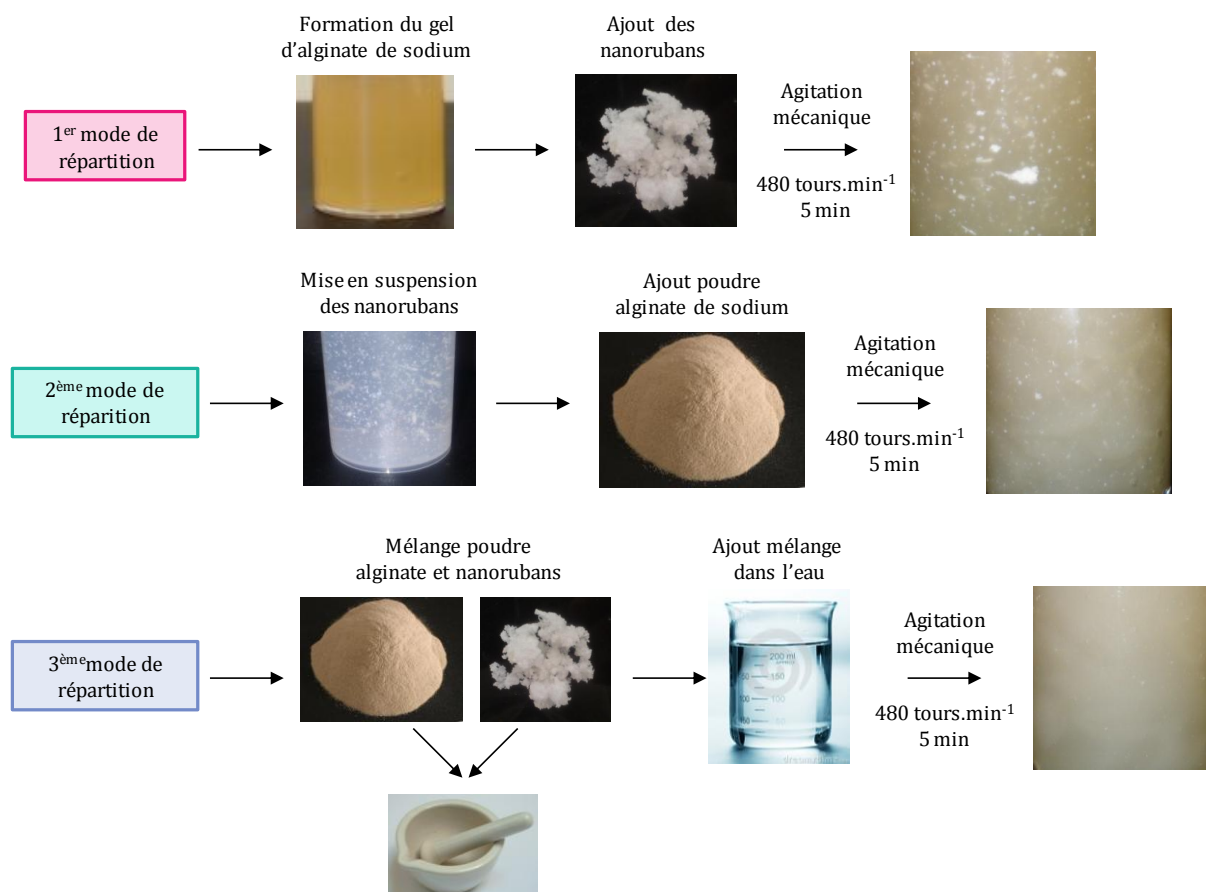 Formation du gel
d'alginate de sodium
Ajout des
nanorubans
1er mode de
répartition
Agitation
mécanique
480 tours.min-1
5 min
Mise en suspension
des nanorubans
Ajout poudre
alginate de sodium
2ème mode de
réparition
Agitation
mécanique
480 tours.min-1
5 min
Mélange poudre
alginate et nanorubans
Ajout mélange
dans l'eau
3ème mode de
répartition
200 ml
150
100
Agitation
mécanique
480 tours.min-1
5 min